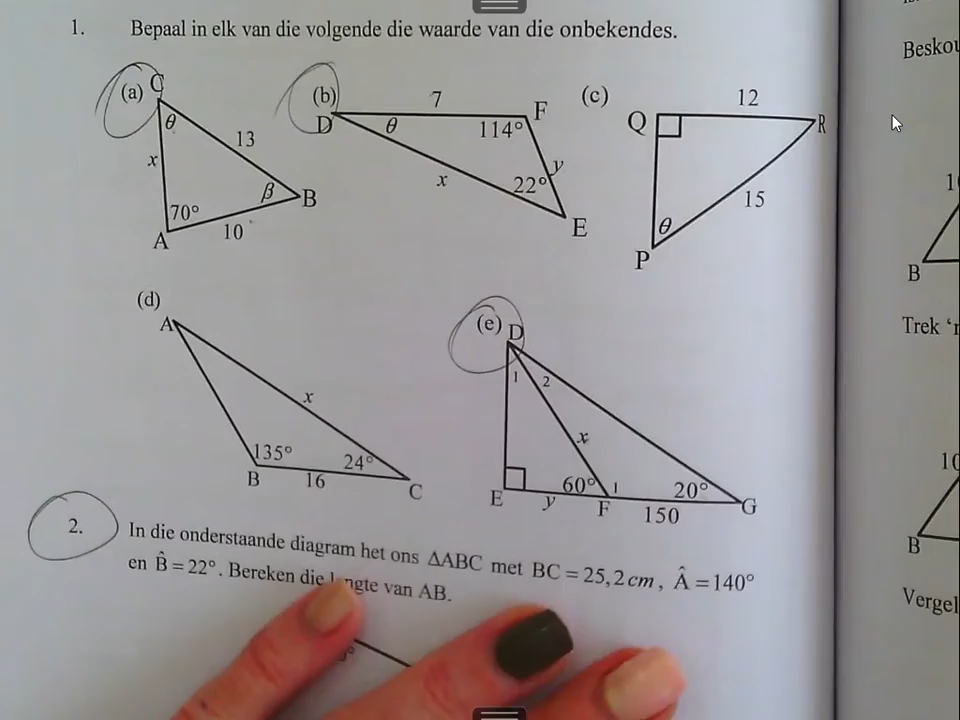 1. Bepaal in elk van die volgende die waarde van die onbekendes.
(a) C θ 13 x β B 70° A 10
(b) D 7 F θ 114° y x 22° E
(c) Q 12 R 15 θ P
(d) A x 135° 24° B 16 C
(e) D 1 2 x 60° 1 20° E y F 150 G
2. In die onderstaande diagram het ons ΔABC met BC = 25,2 cm, Â = 140°
en B̂ = 22°. Bereken die van AB.
B
Trek
B